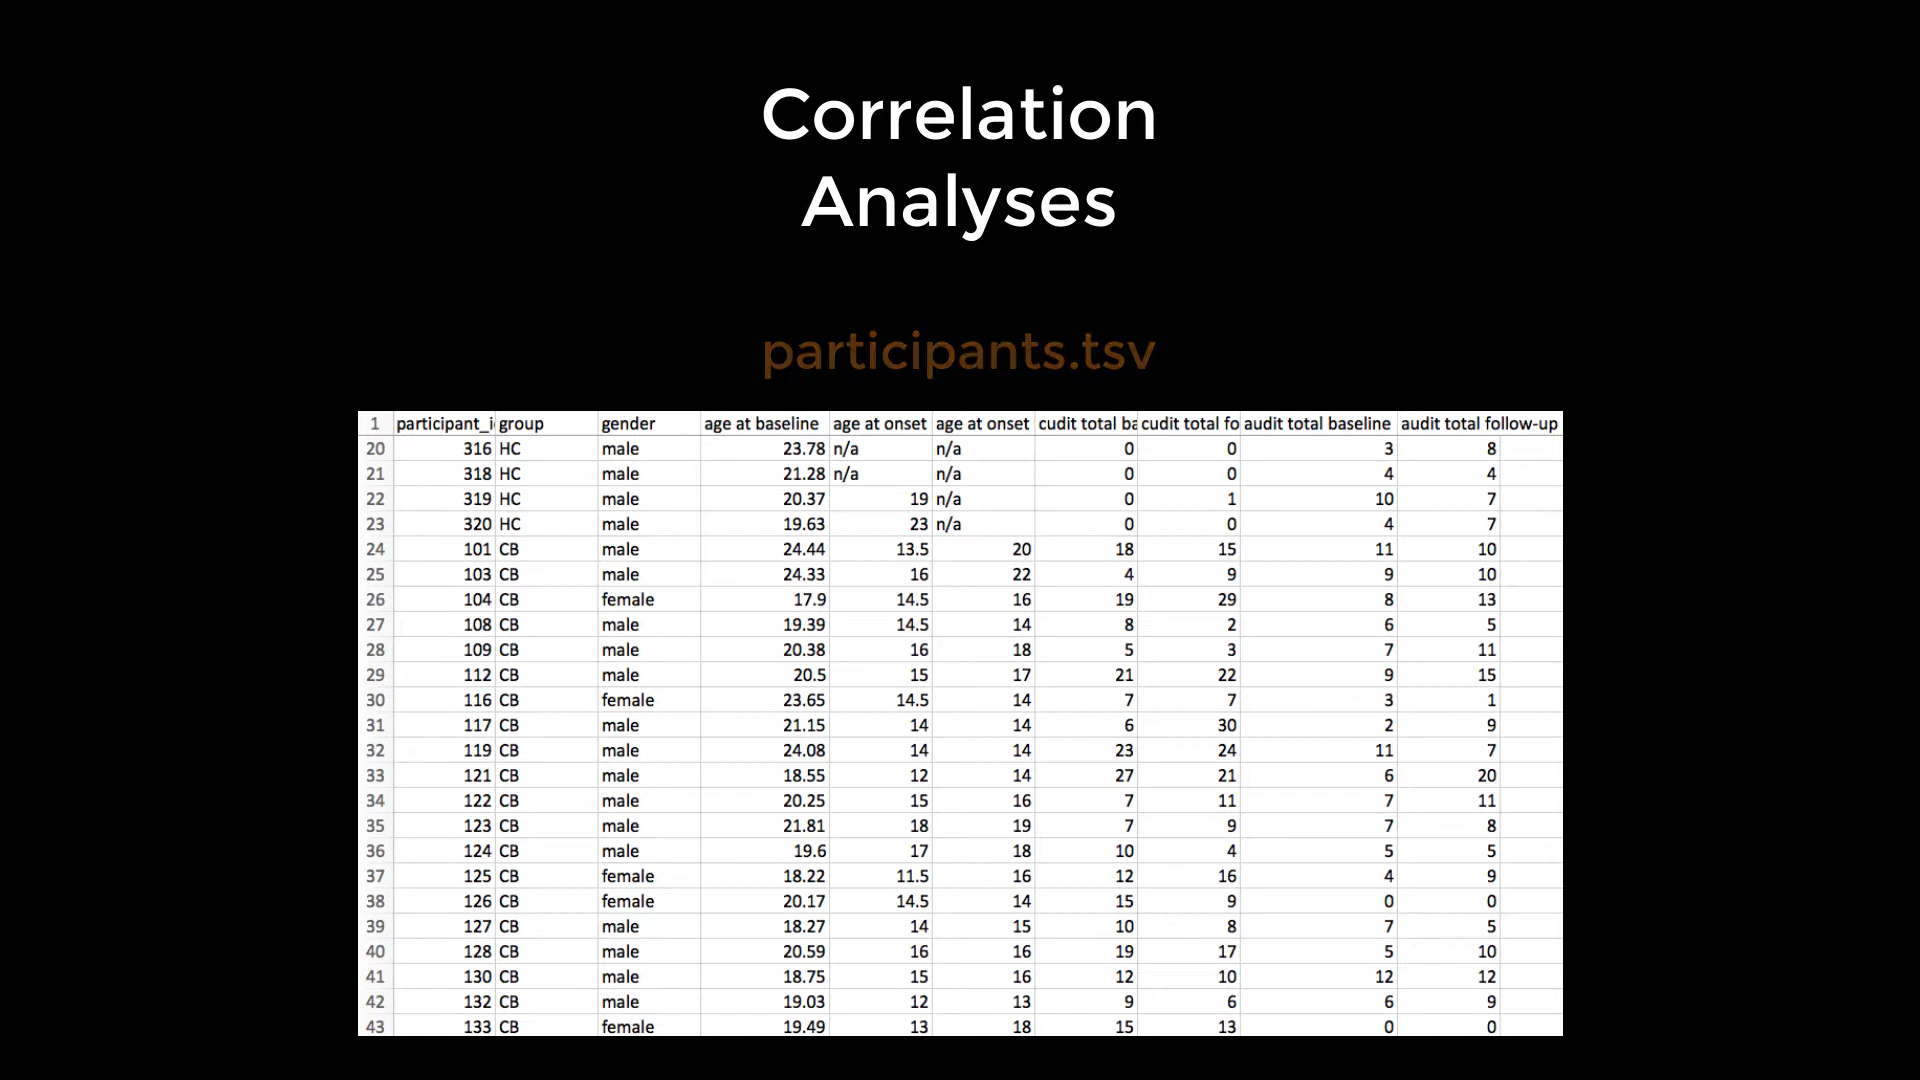 Correlation
Analyses
participants.tsv
1 participant_i group gender age at baseline age at onset age at onset cudit total ba cudit total fo audit total baseline audit total follow-up
20 316 HC male 23.78 n/a n/a 0 0 3 8
21 318 HC male 21.28 n/a n/a 0 0 4 4
22 319 HC male 20.37 19 n/a 0 1 10 7
23 320 HC male 19.63 23 n/a 0 0 4 7
24 101 CB male 24.44 13.5 20 18 15 11 10
25 103 CB male 24.33 16 22 4 9 9 10
26 104 CB female 17.9 14.5 16 19 29 8 13
27 108 CB male 19.39 14.5 14 8 2 6 5
28 109 CB male 20.38 16 18 5 3 7 11
29 112 CB male 20.5 15 17 21 22 9 15
30 116 CB female 23.65 14.5 14 7 7 3 1
31 117 CB male 21.15 14 14 6 30 2 9
32 119 CB male 24.08 14 14 23 24 11 7
33 121 CB male 18.55 12 14 27 21 6 20
34 122 CB male 20.25 15 16 7 11 7 11
35 123 CB male 21.81 18 19 7 9 7 8
36 124 CB male 19.6 17 18 10 4 5 5
37 125 CB female 18.22 11.5 16 12 16 4 9
38 126 CB female 20.17 14.5 14 15 9 0 0
39 127 CB male 18.27 14 15 10 8 7 5
40 128 CB male 20.59 16 16 19 17 5 10
41 130 CB male 18.75 15 16 12 10 12 12
42 132 CB male 19.03 12 13 9 6 6 9
43 133 CB female 19.49 13 18 15 13 0 0